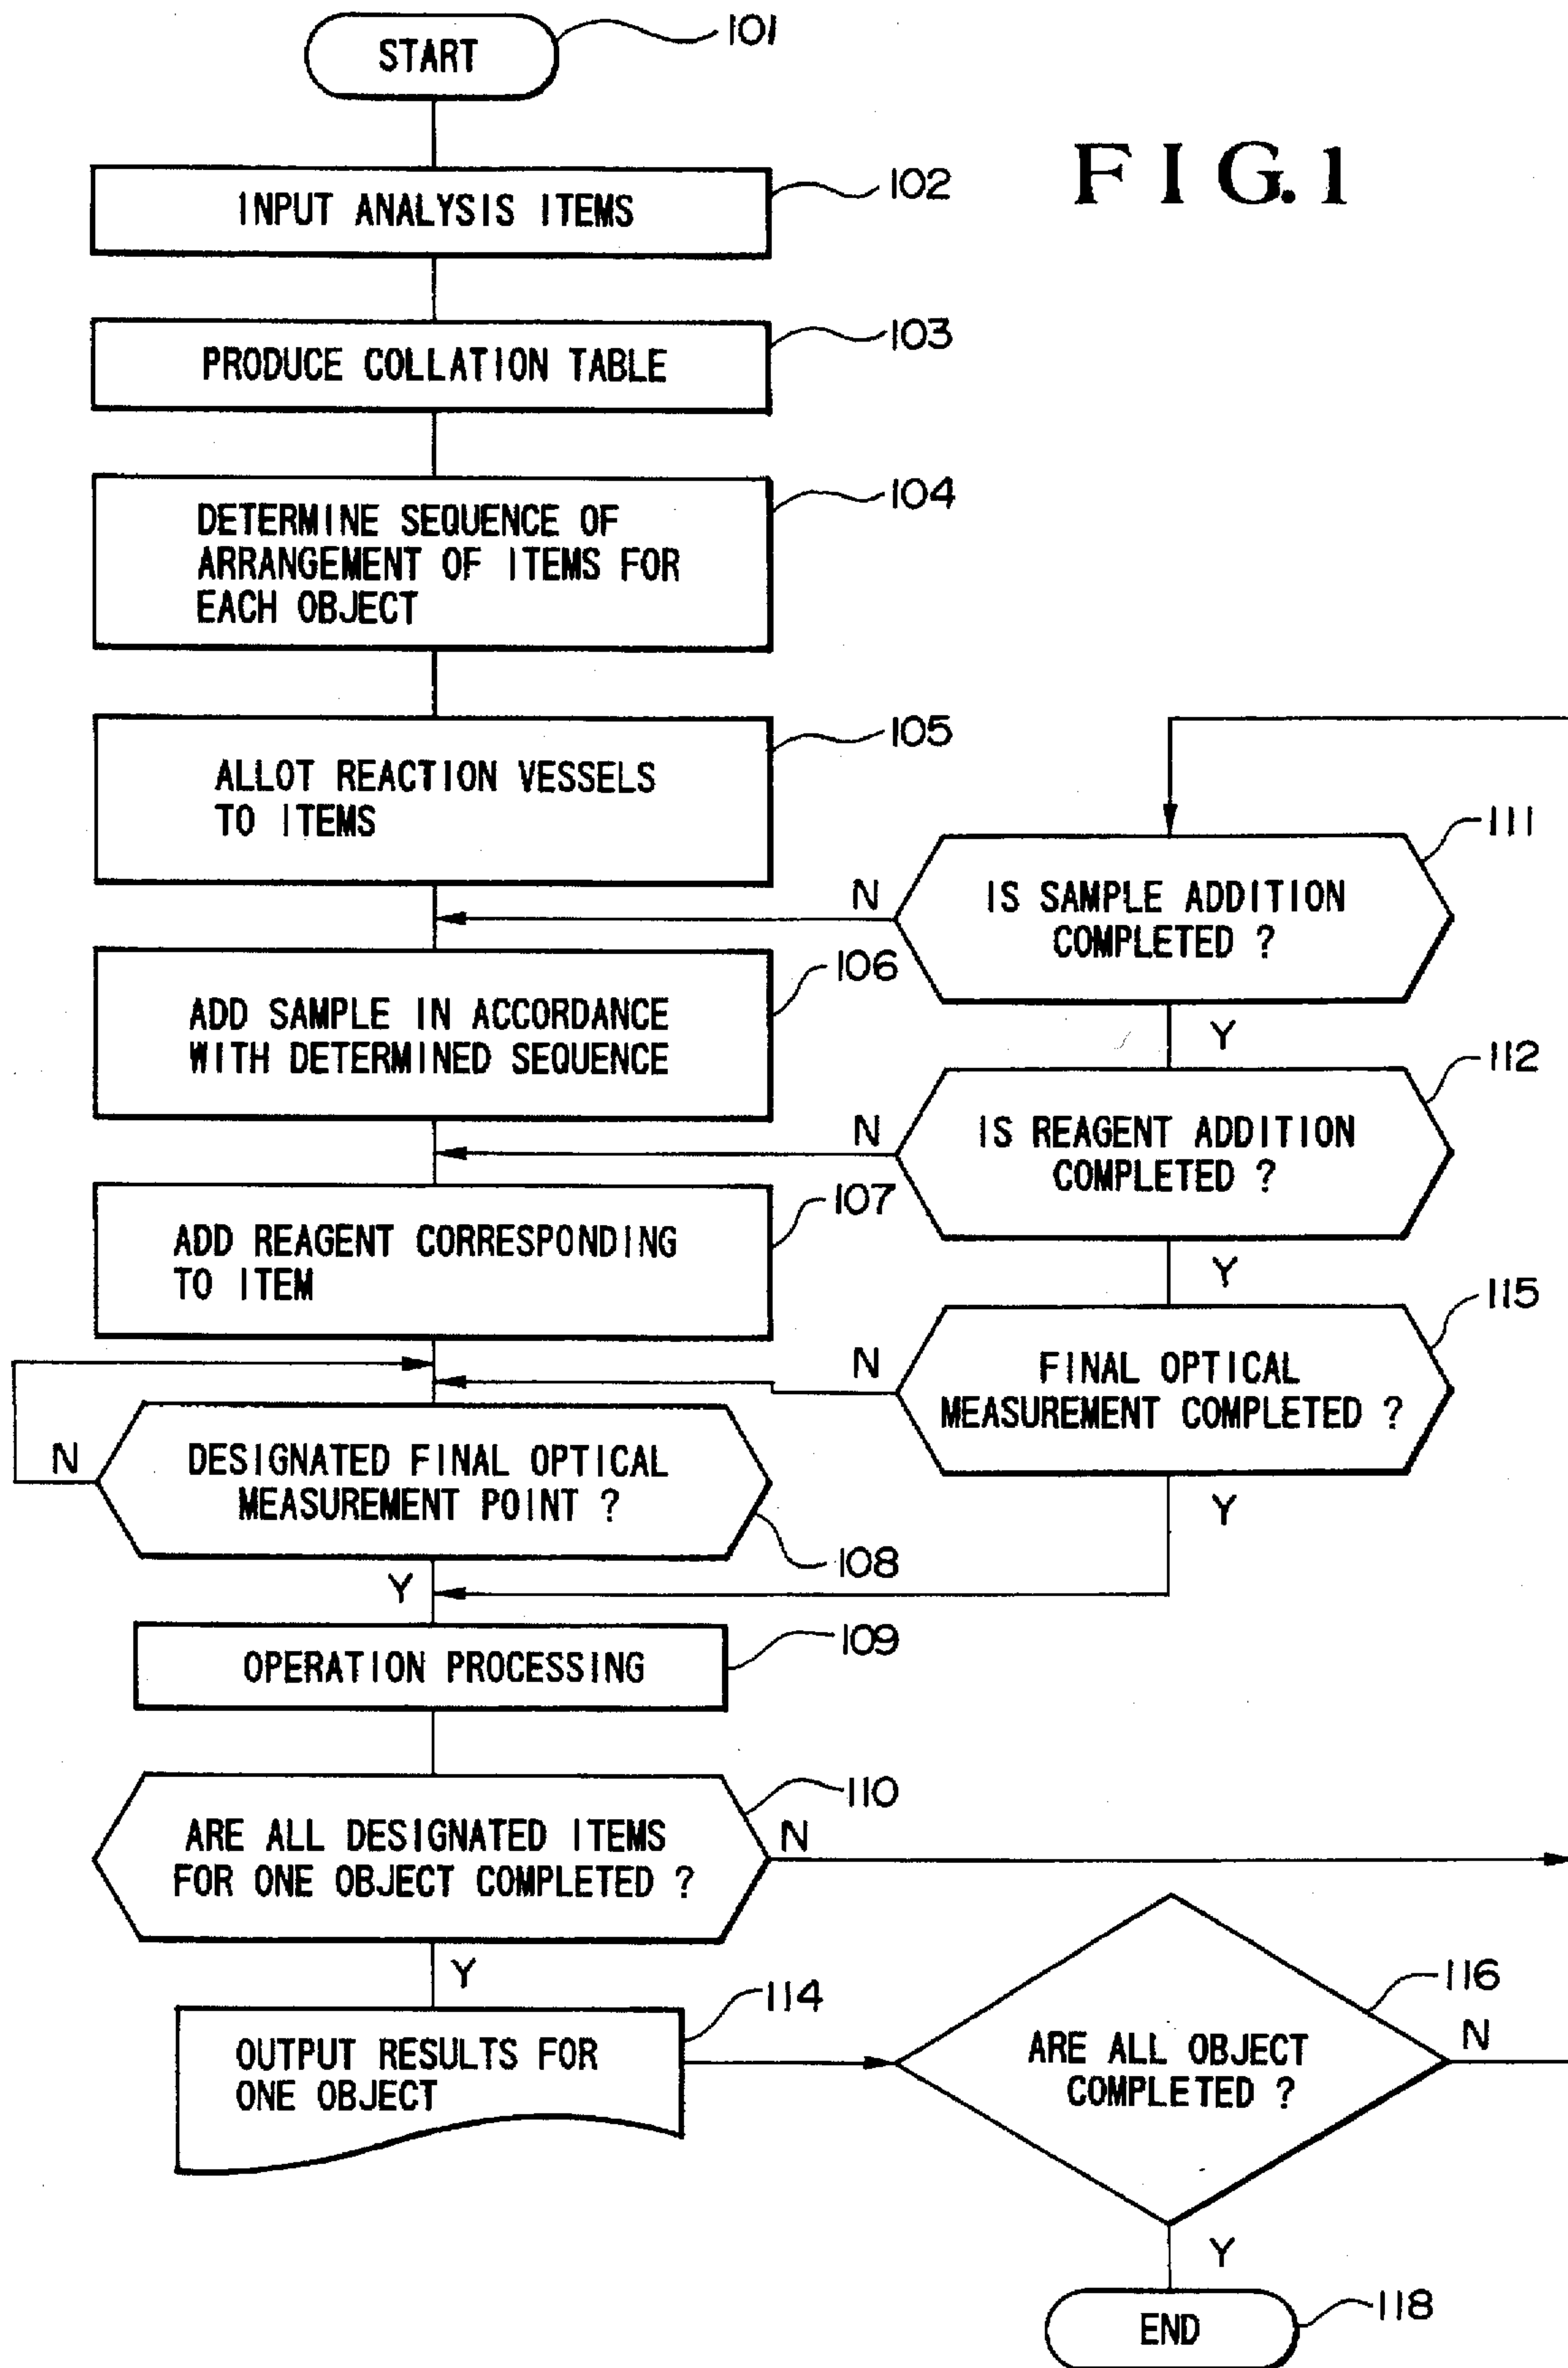 START
101
FIG.1
INPUT ANALYSIS ITEMS
102
PRODUCE COLLATION TABLE
103
DETERMINE SEQUENCE OF
ARRANGEMENT OF ITEMS FOR
EACH OBJECT
104
ALLOT REACTION VESSELS
TO ITEMS
105
N
IS SAMPLE ADDITION
COMPLETED ?
111
Y
ADD SAMPLE IN ACCORDANCE
WITH DETERMINED SEQUENCE
106
N
IS REAGENT ADDITION
COMPLETED ?
112
Y
ADD REAGENT CORRESPONDING
TO ITEM
107
N
FINAL OPTICAL
MEASUREMENT COMPLETED ?
115
Y
N
DESIGNATED FINAL OPTICAL
MEASUREMENT POINT ?
108
Y
OPERATION PROCESSING
109
ARE ALL DESIGNATED ITEMS
FOR ONE OBJECT COMPLETED ?
110
N
Y
OUTPUT RESULTS FOR
ONE OBJECT
114
ARE ALL OBJECT
COMPLETED ?
116
N
Y
END
118